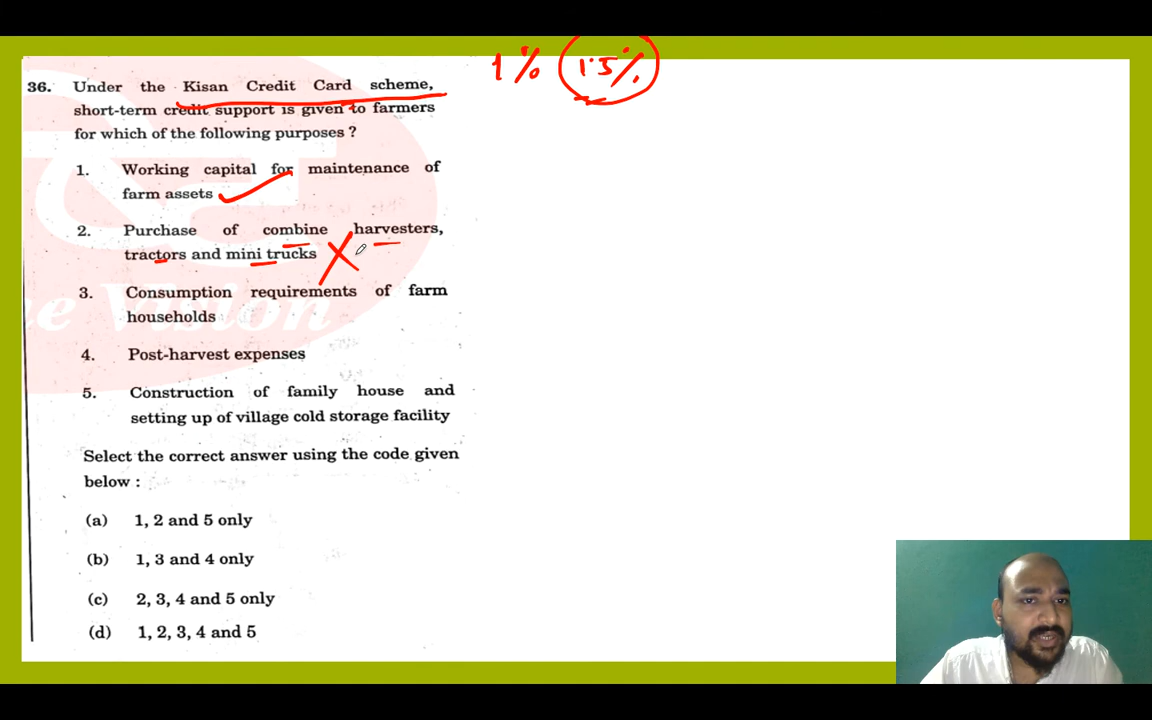 1% 1.5%
36. Under the Kisan Credit Card scheme,
short-term credit support is given to farmers
for which of the following purposes ?
1. Working capital for maintenance of
farm assets
2. Purchase of combine harvesters,
tractors and mini trucks
3. Consumption requirements of farm
households
4. Post-harvest expenses
5. Construction of family house and
setting up of village cold storage facility
Select the correct answer using the code given
below :
(a) 1, 2 and 5 only
(b) 1, 3 and 4 only
(c) 2, 3, 4 and 5 only
(d) 1, 2, 3, 4 and 5
he Vision